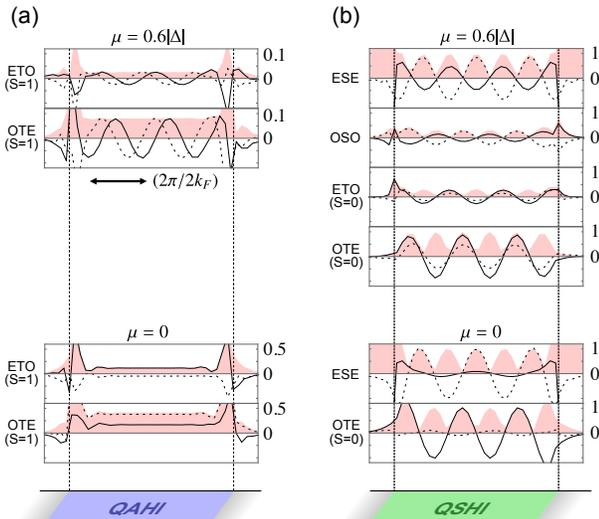 (a)
μ = 0.6|Δ|
ETO
(S=1)
0.1
0
OTE
(S=1)
0.1
0
(2π/2k_F)
μ = 0
ETO
(S=1)
0.5
0
OTE
(S=1)
0.5
0
QAHI
(b)
μ = 0.6|Δ|
ESE
1
0
OSO
1
0
ETO
(S=0)
1
0
OTE
(S=0)
1
0
μ = 0
ESE
1
0
OTE
(S=0)
1
0
QSHI